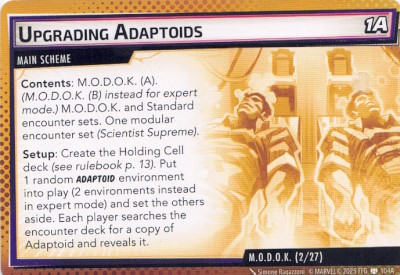 UPGRADING ADAPTOIDS
1A
MAIN SCHEME
Contents: M.O.D.O.K. (A).
(M.O.D.O.K. (B) instead for expert
mode.) M.O.D.O.K. and Standard
encounter sets. One modular
encounter set (Scientist Supreme).
Setup: Create the Holding Cell
deck (see rulebook p. 13). Put
1 random ADAPTOID environment
into play (2 environments instead
in expert mode) and set the others
aside. Each player searches the
encounter deck for a copy of
Adaptoid and reveals it.
M.O.D.O.K. (2/27)
Simone Ragazzoni © MARVEL © 2023 FFG 104A